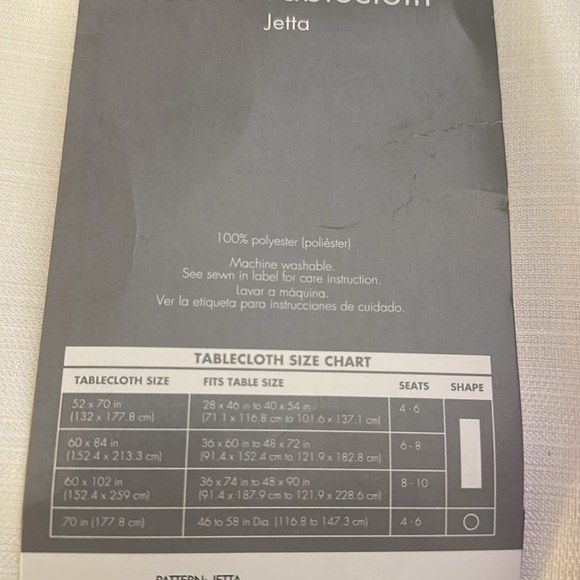 Jetta
100% polyester (poliéster)
Machine washable.
See sewn in label for care instruction.
Lavar a máquina.
Ver la etiqueta para instrucciones de cuidado.
TABLECLOTH SIZE CHART
TABLECLOTH SIZE FITS TABLE SIZE SEATS SHAPE
52 x 70 in 28 x 46 in to 40 x 54 in 4 - 6
(132 x 177.8 cm) (71.1 x 116.8 cm to 101.6 x 137.1 cm)
60 x 84 in 36 x 60 in to 48 x 72 in 6 - 8
(152.4 x 213.3 cm) (91.4 x 152.4 cm to 121.9 x 182.8 cm)
60 x 102 in 36 x 74 in to 48 x 90 in 8 - 10
(152.4 x 259 cm) (91.4 x 187.9 cm to 121.9 x 228.6 cm)
70 in (177.8 cm) 46 to 58 in Dia. (116.8 to 147.3 cm) 4 - 6
PATTERN: JETTA